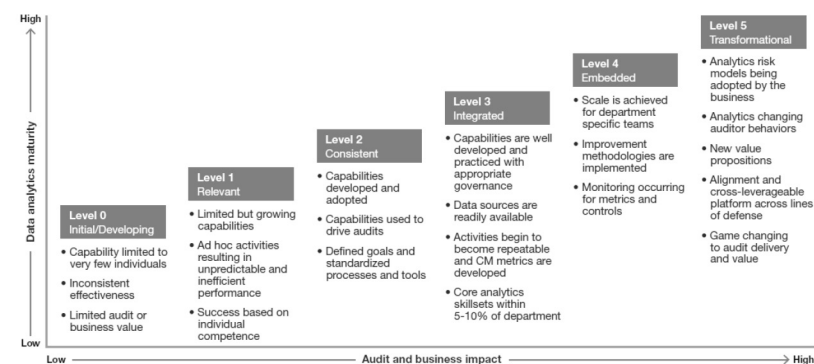 High
Data analytics maturity
Low
Level 0
Initial/Developing
• Capability limited to
very few individuals
• Inconsistent
effectiveness
• Limited audit or
business value
Level 1
Relevant
• Limited but growing
capabilities
• Ad hoc activities
resulting in
unpredictable and
inefficient
performance
• Success based on
individual
competence
Level 2
Consistent
• Capabilities
developed and
adopted
• Capabilities used to
drive audits
• Defined goals and
standardized
processes and tools
Level 3
Integrated
• Capabilities are well
developed and
practiced with
appropriate
governance
• Data sources are
readily available
• Activities begin to
become repeatable
and CM metrics are
developed
• Core analytics
skillsets within
5-10% of department
Level 4
Embedded
• Scale is achieved
for department
specific teams
• Improvement
methodologies are
implemented
• Monitoring occurring
for metrics and
controls
Level 5
Transformational
• Analytics risk
models being
adopted by the
business
• Analytics changing
auditor behaviors
• New value
propositions
• Alignment and
cross-leverageable
platform across lines
of defense
• Game changing
to audit delivery
and value
Low
Audit and business impact
High